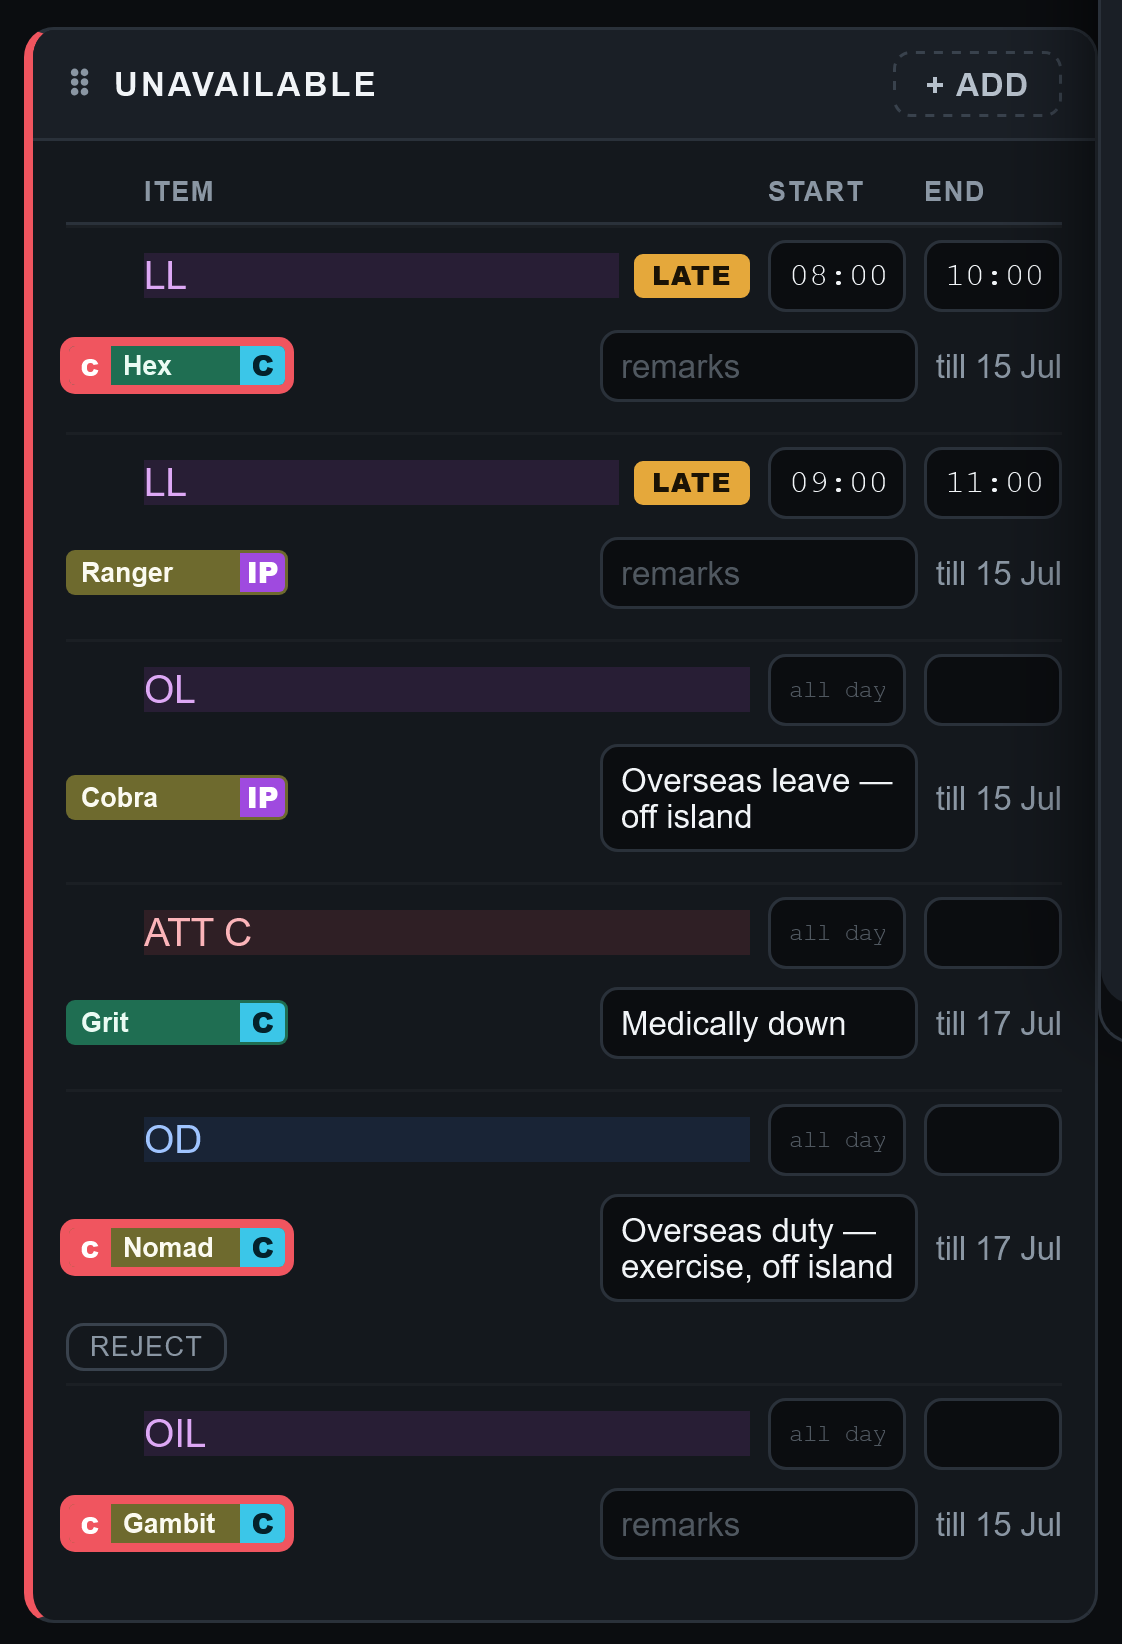 UNAVAILABLE + ADD
ITEM START END
LL LATE 08:00 10:00
c Hex C remarks till 15 Jul
LL LATE 09:00 11:00
Ranger IP remarks till 15 Jul
OL all day
Cobra IP Overseas leave — till 15 Jul
off island
ATT C all day
Grit C Medically down till 17 Jul
OD all day
c Nomad C Overseas duty — till 17 Jul
exercise, off island
REJECT
OIL all day
c Gambit C remarks till 15 Jul